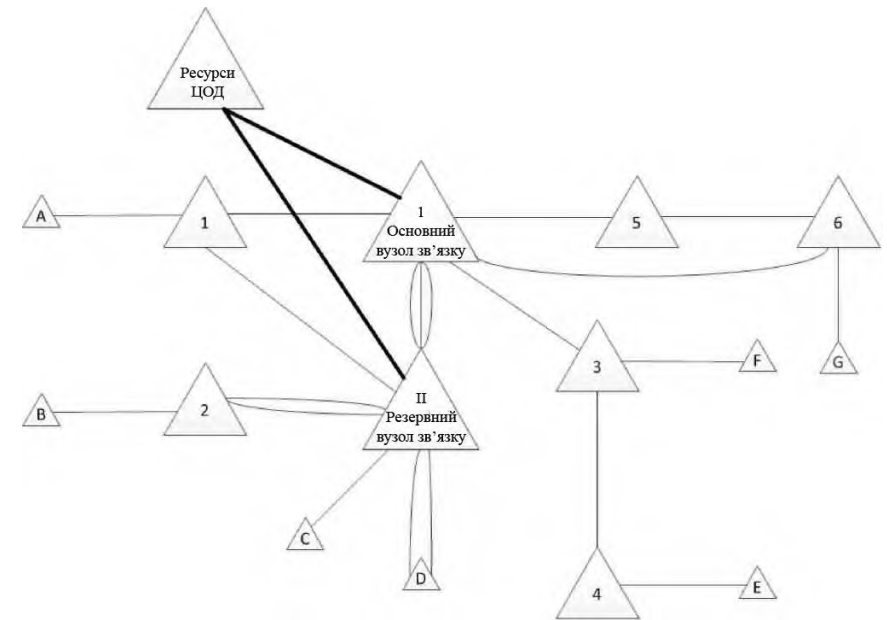 Ресурси
ЦОД
A
1
1
Основний
вузол зв’язку
5
6
3
F
G
B
2
II
Резервний
вузол зв’язку
C
D
4
E